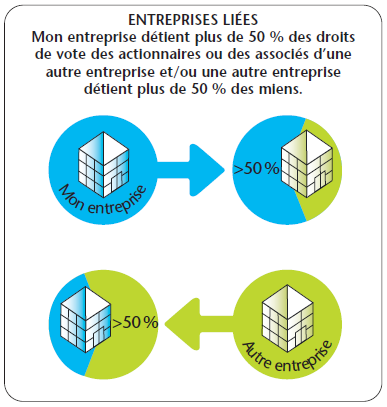 ENTREPRISES LIÉES
Mon entreprise détient plus de 50 % des droits
de vote des actionnaires ou des associés d’une
autre entreprise et/ou une autre entreprise
détient plus de 50 % des miens.
Mon entreprise
>50 %
>50 %
Autre entreprise